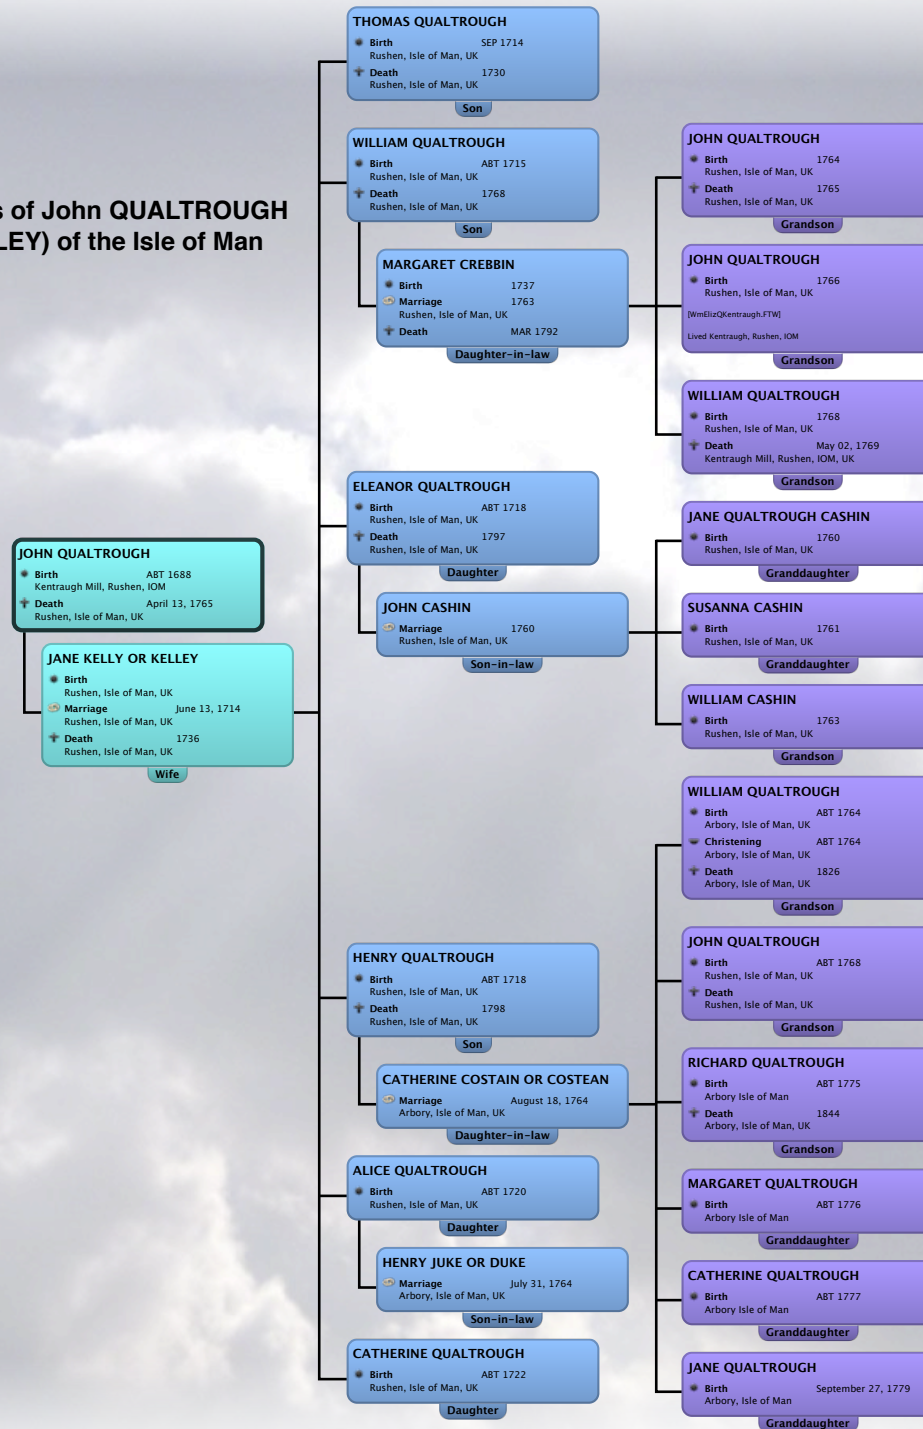 s of John QUALTROUGH
LEY) of the Isle of Man
JOHN QUALTROUGH
Birth ABT 1688
Kentraugh Mill, Rushen, IOM
Death April 13, 1765
Rushen, Isle of Man, UK
JANE KELLY OR KELLEY
Birth
Rushen, Isle of Man, UK
Marriage June 13, 1714
Rushen, Isle of Man, UK
Death 1736
Rushen, Isle of Man, UK
Wife
THOMAS QUALTROUGH
Birth SEP 1714
Rushen, Isle of Man, UK
Death 1730
Rushen, Isle of Man, UK
Son
WILLIAM QUALTROUGH
Birth ABT 1715
Rushen, Isle of Man, UK
Death 1768
Rushen, Isle of Man, UK
Son
MARGARET CREBBIN
Birth 1737
Marriage 1763
Rushen, Isle of Man, UK
Death MAR 1792
Daughter-in-law
ELEANOR QUALTROUGH
Birth ABT 1718
Rushen, Isle of Man, UK
Death 1797
Rushen, Isle of Man, UK
Daughter
JOHN CASHIN
Marriage 1760
Rushen, Isle of Man, UK
Son-in-law
HENRY QUALTROUGH
Birth ABT 1718
Rushen, Isle of Man, UK
Death 1798
Rushen, Isle of Man, UK
Son
CATHERINE COSTAIN OR COSTEAN
Marriage August 18, 1764
Arbory, Isle of Man, UK
Daughter-in-law
ALICE QUALTROUGH
Birth ABT 1720
Rushen, Isle of Man, UK
Daughter
HENRY JUKE OR DUKE
Marriage July 31, 1764
Arbory, Isle of Man, UK
Son-in-law
CATHERINE QUALTROUGH
Birth ABT 1722
Rushen, Isle of Man, UK
Daughter
JOHN QUALTROUGH
Birth 1764
Rushen, Isle of Man, UK
Death 1765
Rushen, Isle of Man, UK
Grandson
JOHN QUALTROUGH
Birth 1766
Rushen, Isle of Man, UK
[WmElizQKentraugh.FTW]
Lived Kentraugh, Rushen, IOM
Grandson
WILLIAM QUALTROUGH
Birth 1768
Rushen, Isle of Man, UK
Death May 02, 1769
Kentraugh Mill, Rushen, IOM, UK
Grandson
JANE QUALTROUGH CASHIN
Birth 1760
Rushen, Isle of Man, UK
Granddaughter
SUSANNA CASHIN
Birth 1761
Rushen, Isle of Man, UK
Granddaughter
WILLIAM CASHIN
Birth 1763
Rushen, Isle of Man, UK
Grandson
WILLIAM QUALTROUGH
Birth ABT 1764
Arbory, Isle of Man, UK
Christening ABT 1764
Arbory, Isle of Man, UK
Death 1826
Arbory, Isle of Man, UK
Grandson
JOHN QUALTROUGH
Birth ABT 1768
Rushen, Isle of Man, UK
Death
Rushen, Isle of Man, UK
Grandson
RICHARD QUALTROUGH
Birth ABT 1775
Arbory Isle of Man
Death 1844
Arbory, Isle of Man, UK
Grandson
MARGARET QUALTROUGH
Birth ABT 1776
Arbory Isle of Man
Granddaughter
CATHERINE QUALTROUGH
Birth ABT 1777
Arbory Isle of Man
Granddaughter
JANE QUALTROUGH
Birth September 27, 1779
Arbory, Isle of Man
Granddaughter